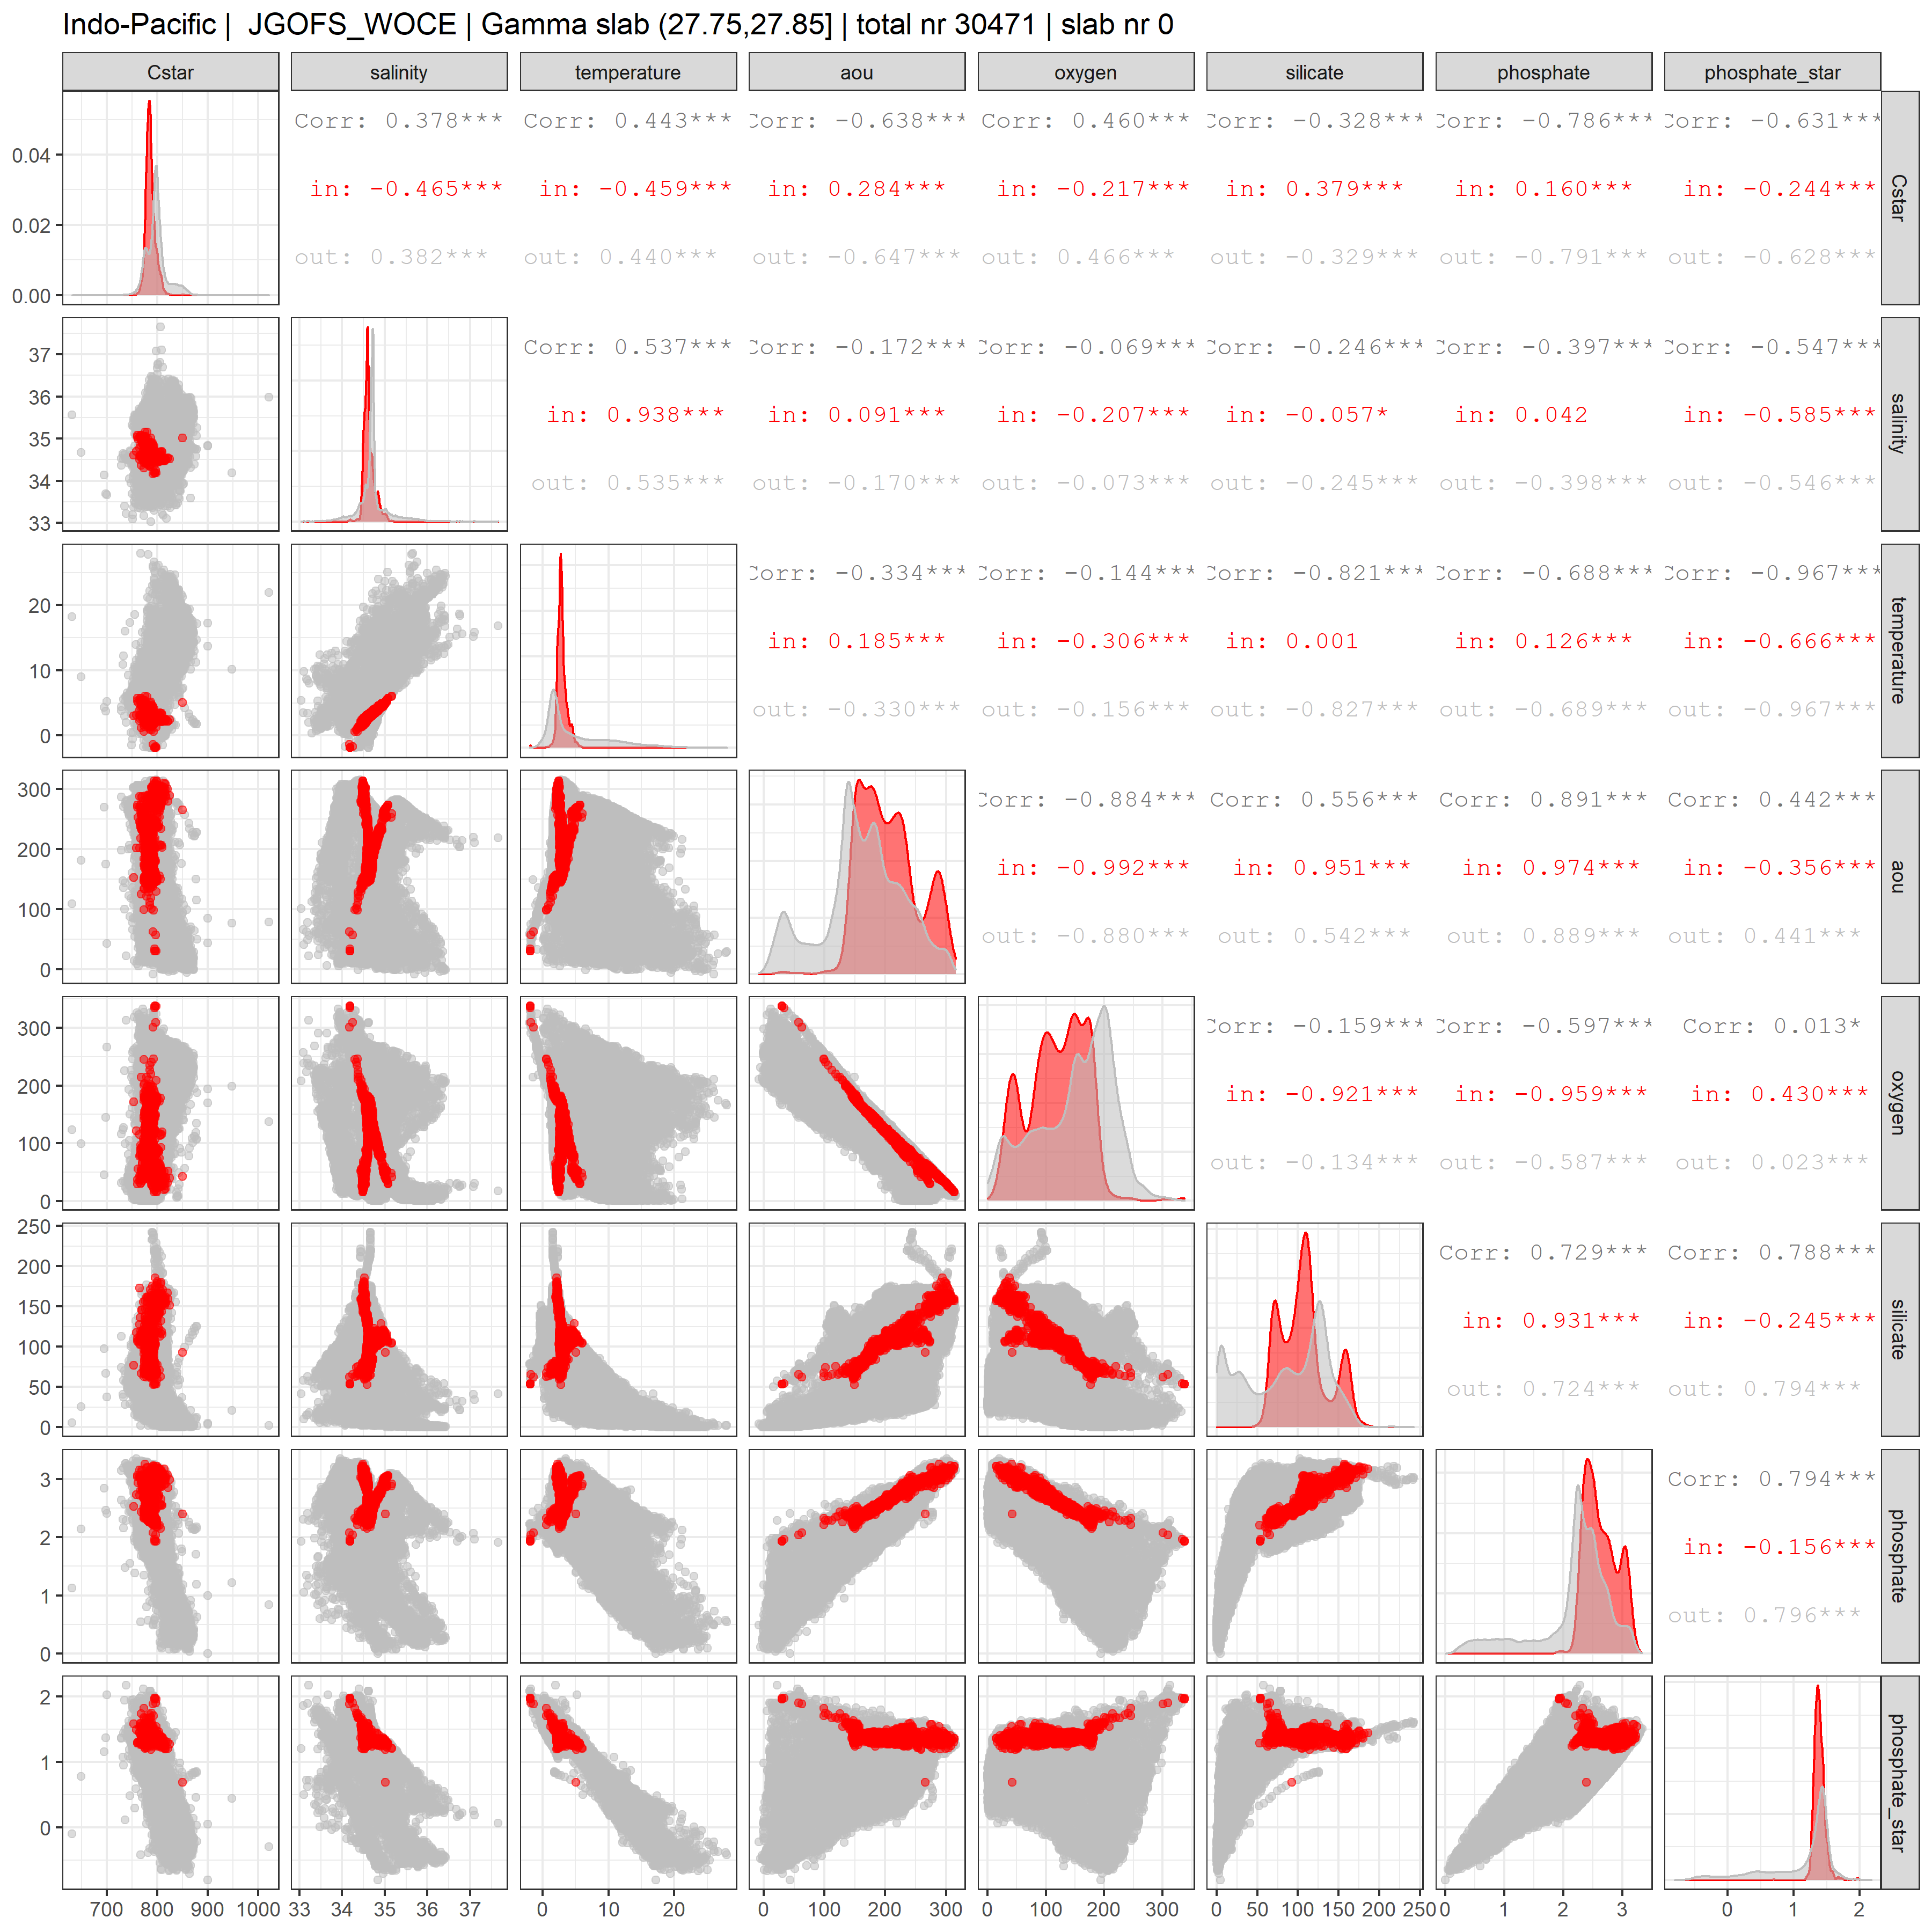 Indo-Pacific |  JGOFS_WOCE | Gamma slab (27.75,27.85] | total nr 30471 | slab nr 0
Cstar salinity temperature aou oxygen silicate phosphate phosphate_star
Corr: 0.378*** Corr: 0.443*** Corr: -0.638*** Corr: 0.460*** Corr: -0.328*** Corr: -0.786*** Corr: -0.631***
0.04
in: -0.465*** in: -0.459*** in: 0.284*** in: -0.217*** in: 0.379*** in: 0.160*** in: -0.244***
Cstar
0.02
out: 0.382*** out: 0.440*** out: -0.647*** out: 0.466*** out: -0.329*** out: -0.791*** out: -0.628***
0.00
Corr: 0.537*** Corr: -0.172*** Corr: -0.069*** Corr: -0.246*** Corr: -0.397*** Corr: -0.547***
37
36
in: 0.938*** in: 0.091*** in: -0.207*** in: -0.057* in: 0.042 in: -0.585***
salinity
35
34
out: 0.535*** out: -0.170*** out: -0.073*** out: -0.245*** out: -0.398*** out: -0.546***
33
Corr: -0.334*** Corr: -0.144*** Corr: -0.821*** Corr: -0.688*** Corr: -0.967***
20
in: 0.185*** in: -0.306*** in: 0.001 in: 0.126*** in: -0.666***
temperature
10
out: -0.330*** out: -0.156*** out: -0.827*** out: -0.689*** out: -0.967***
0
300
Corr: -0.884*** Corr: 0.556*** Corr: 0.891*** Corr: 0.442***
200
in: -0.992*** in: 0.951*** in: 0.974*** in: -0.356***
aou
100
out: -0.880*** out: 0.542*** out: 0.889*** out: 0.441***
0
300
Corr: -0.159*** Corr: -0.597*** Corr: 0.013*
200
in: -0.921*** in: -0.959*** in: 0.430***
oxygen
100
out: -0.134*** out: -0.587*** out: 0.023***
0
250
Corr: 0.729*** Corr: 0.788***
200
150
in: 0.931*** in: -0.245***
silicate
100
50
out: 0.724*** out: 0.794***
0
3
Corr: 0.794***
2
in: -0.156***
phosphate
1
out: 0.796***
0
2
1
phosphate_star
0
700 800 900 1000 33 34 35 36 37 0 10 20 0 100 200 300 0 100 200 300 0 50 100 150 200 250 0 1 2 3 0 1 2